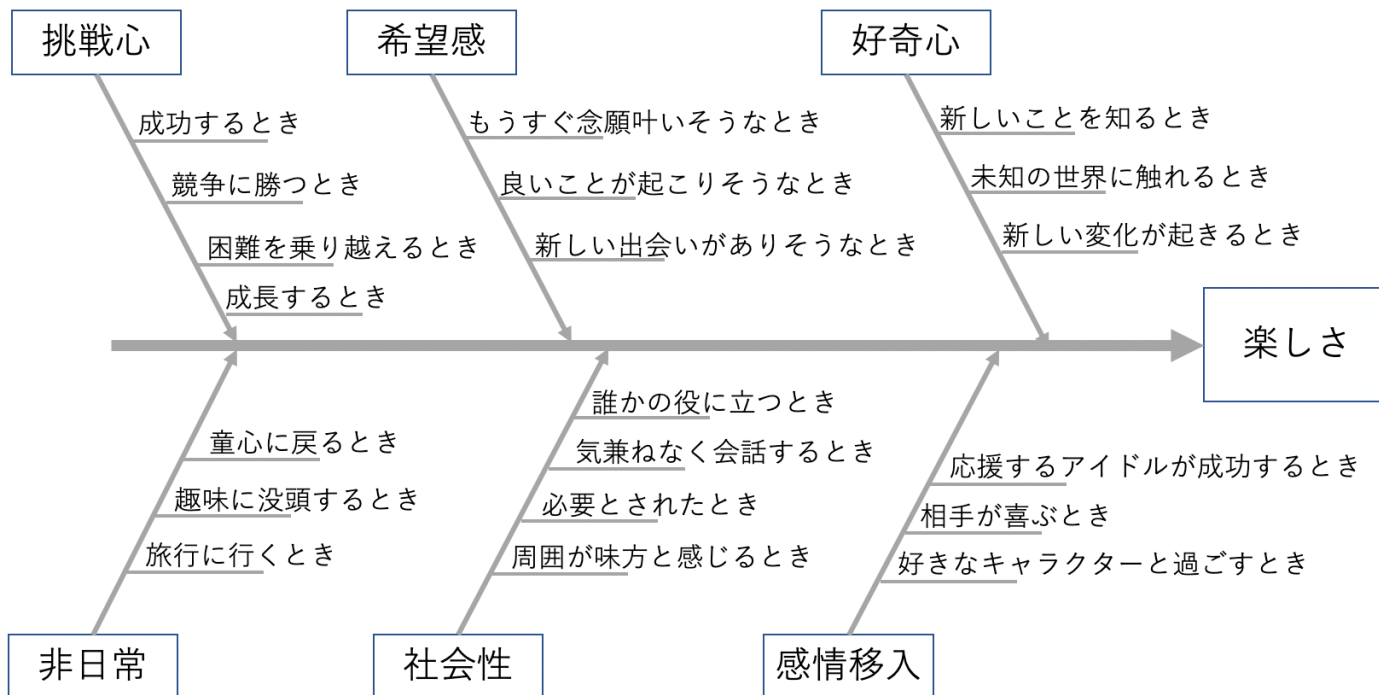 挑戦心
成功するとき
競争に勝つとき
困難を乗り越えるとき
成長するとき
希望感
もうすぐ念願叶いそうなとき
良いことが起こりそうなとき
新しい出会いがありそうなとき
好奇心
新しいことを知るとき
未知の世界に触れるとき
新しい変化が起きるとき
楽しさ
童心に戻るとき
趣味に没頭するとき
旅行に行くとき
非日常
誰かの役に立つとき
気兼ねなく会話するとき
必要とされたとき
周囲が味方と感じるとき
社会性
応援するアイドルが成功するとき
相手が喜ぶとき
好きなキャラクターと過ごすとき
感情移入